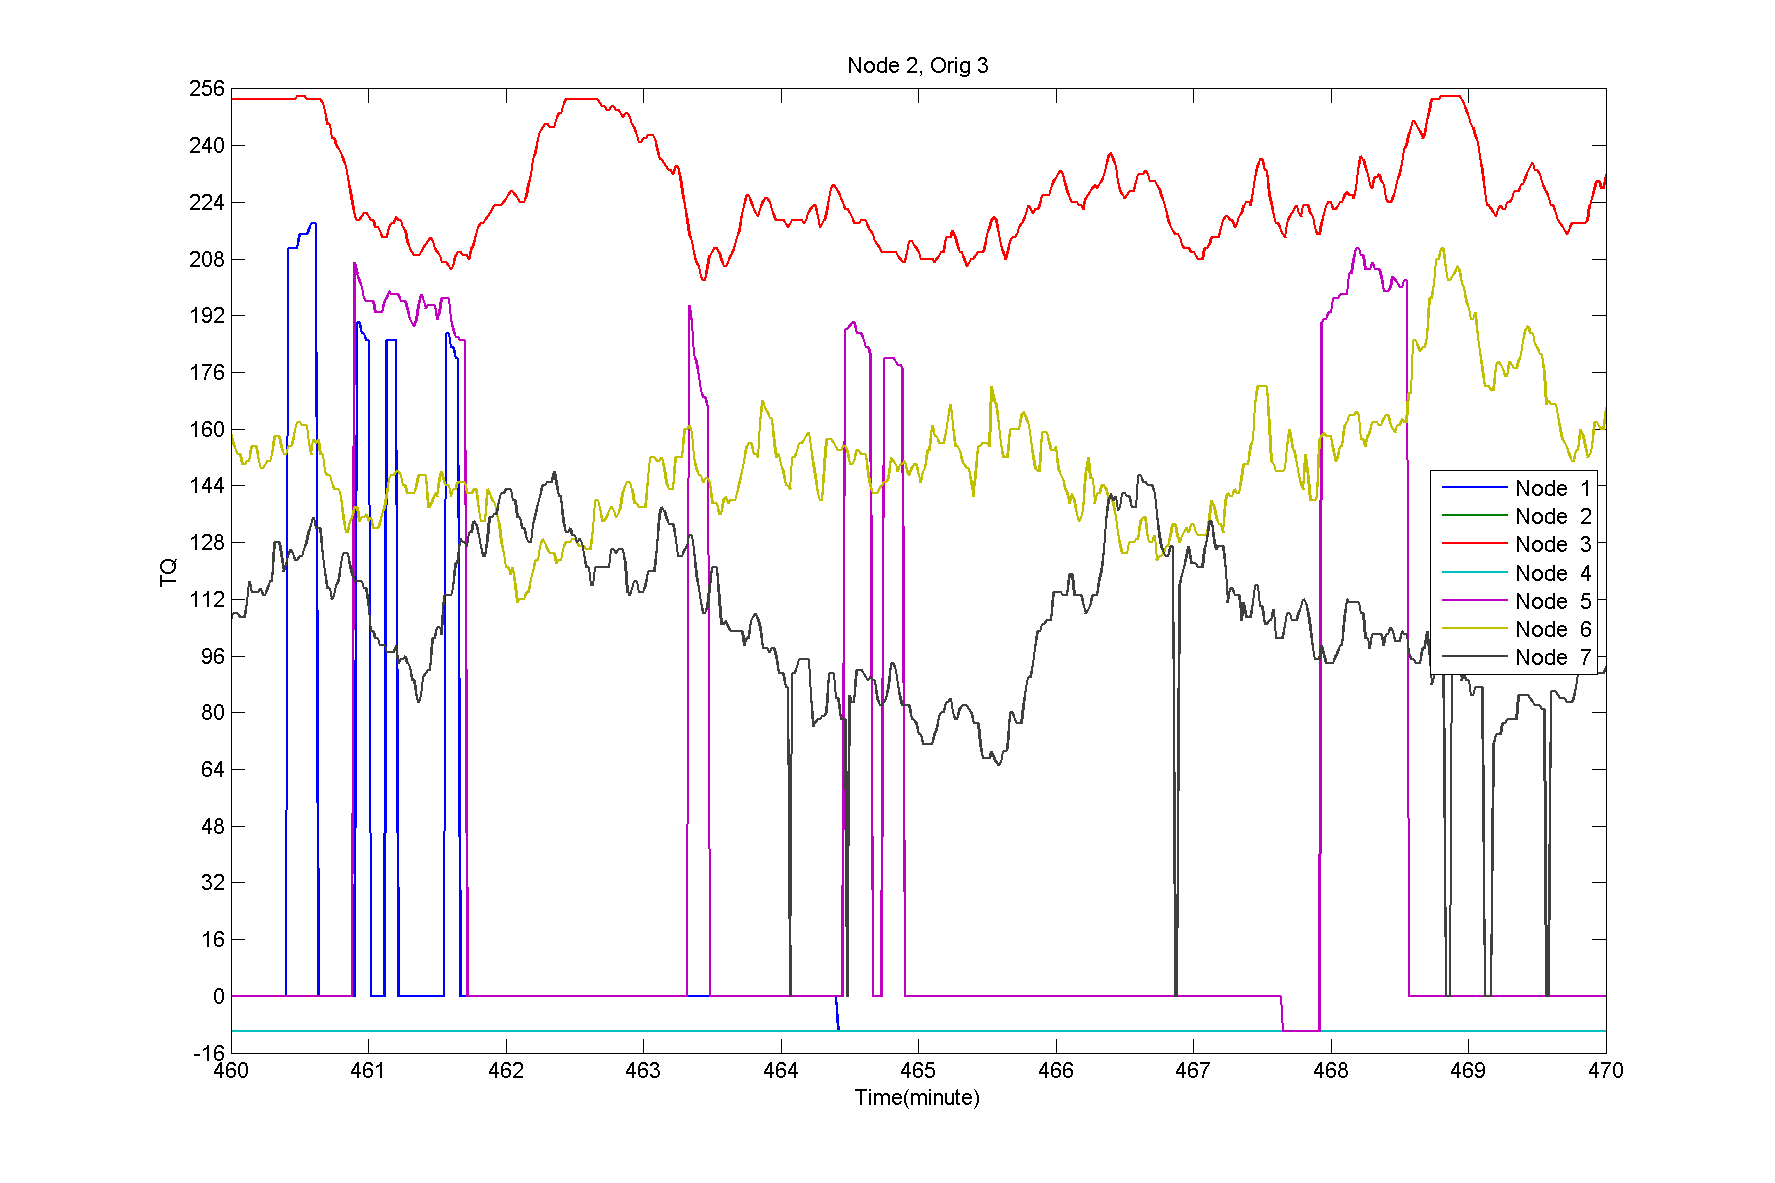 Node 2, Orig 3
256
240
224
208
192
176
160
144
128
112
96
80
64
48
32
16
0
-16
TQ
Node 1
Node 2
Node 3
Node 4
Node 5
Node 6
Node 7
460 461 462 463 464 465 466 467 468 469 470
Time(minute)